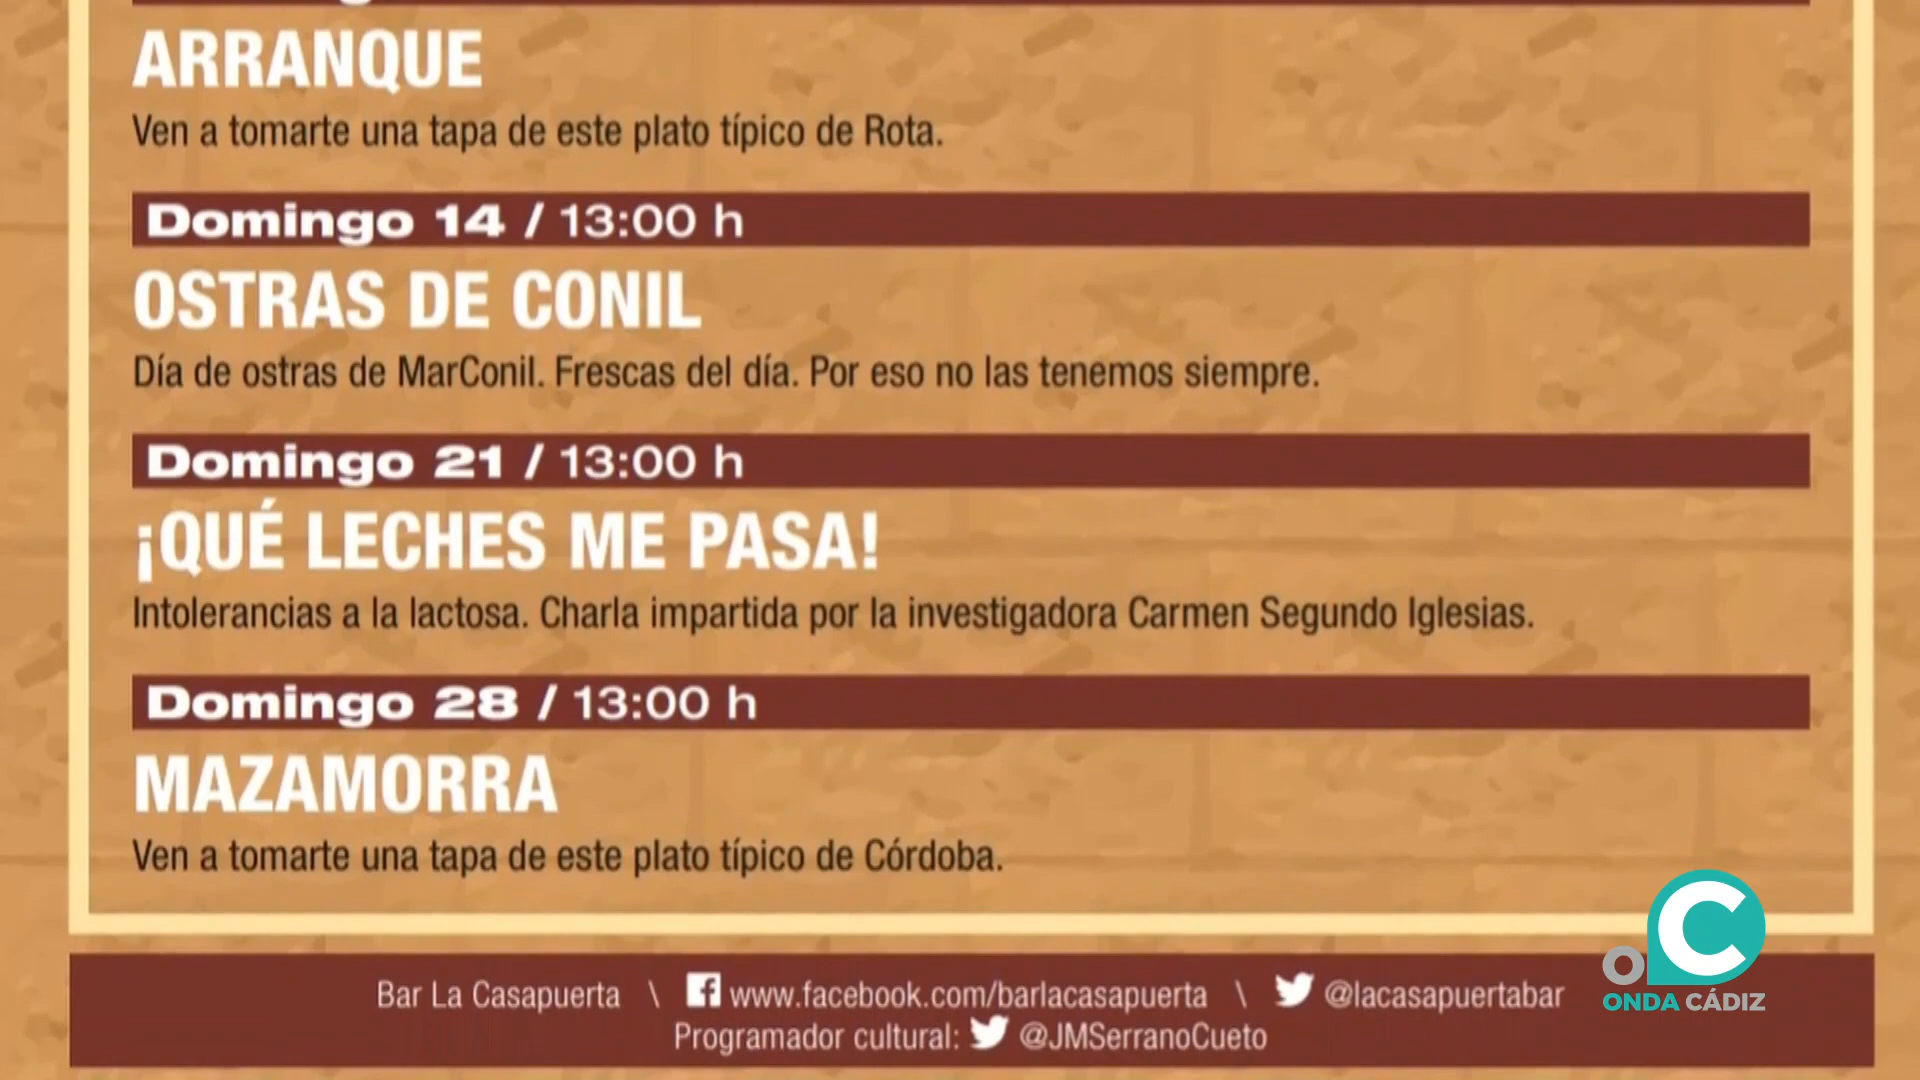 ARRANQUE
Ven a tomarte una tapa de este plato típico de Rota.
Domingo 14 / 13:00 h
OSTRAS DE CONIL
Día de ostras de MarConil. Frescas del día. Por eso no las tenemos siempre.
Domingo 21 / 13:00 h
¡QUÉ LECHES ME PASA!
Intolerancias a la lactosa. Charla impartida por la investigadora Carmen Segundo Iglesias.
Domingo 28 / 13:00 h
MAZAMORRA
Ven a tomarte una tapa de este plato típico de Córdoba.
Bar La Casapuerta \ www.facebook.com/barlacasapuerta \ @lacasapuertabar
Programador cultural: @JMSerranoCueto
OC
ONDA CÁDIZ